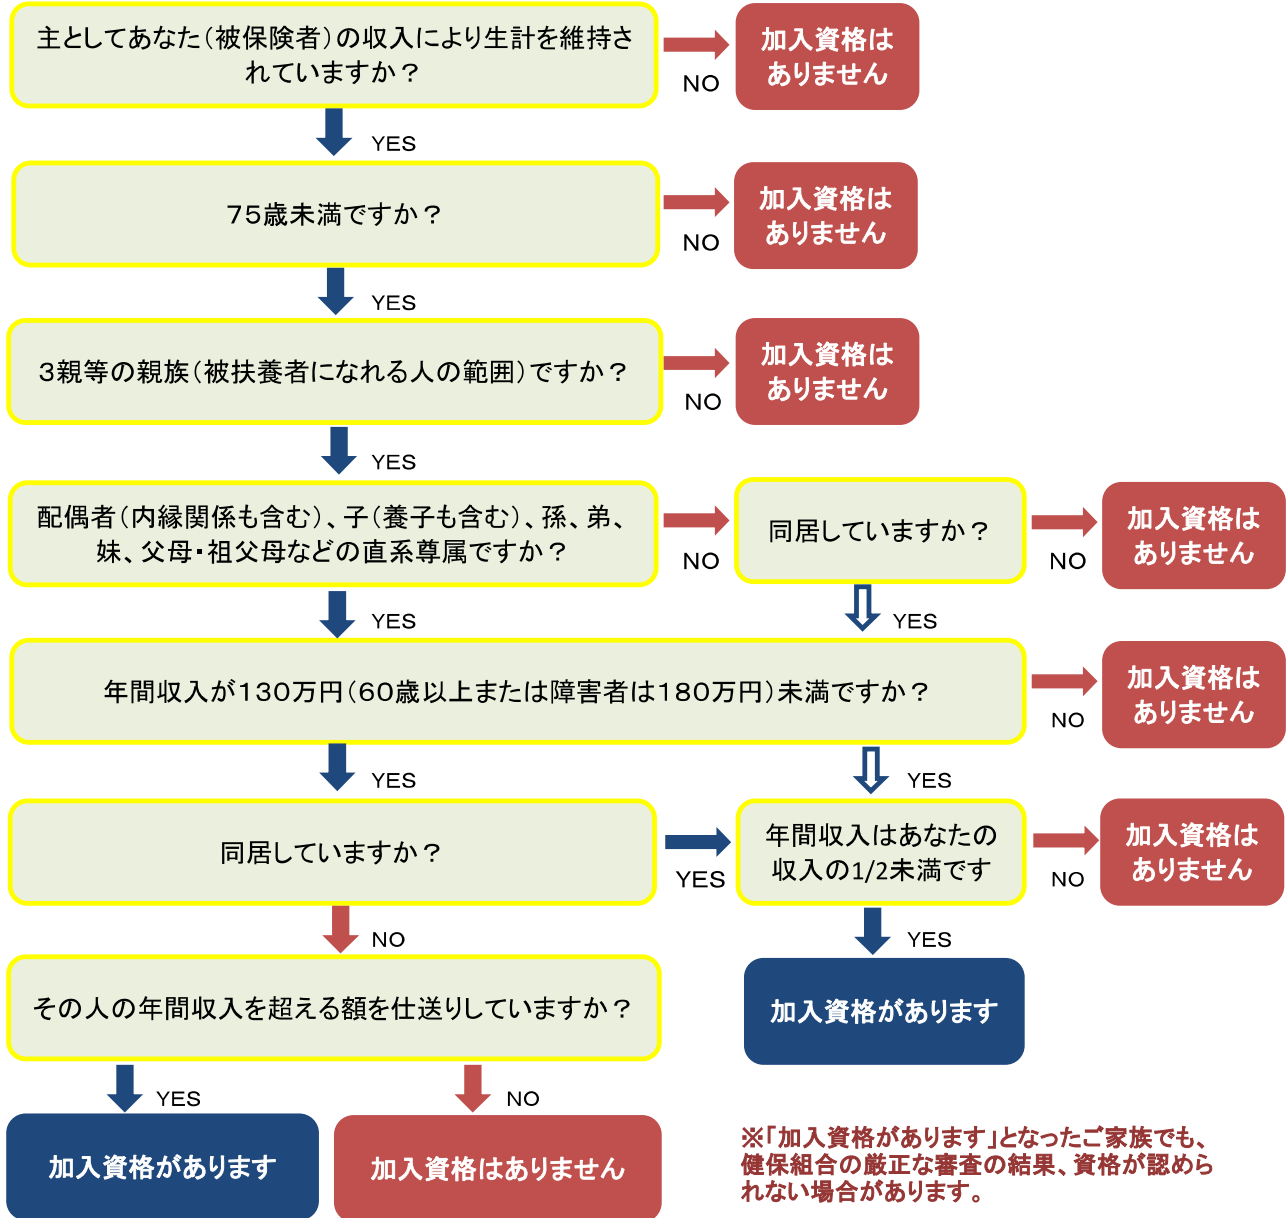 主としてあなた（被保険者）の収入により生計を維持さ
れていますか？
NO
加入資格は
ありません
YES
７５歳未満ですか？
NO
加入資格は
ありません
YES
３親等の親族（被扶養者になれる人の範囲）ですか？
NO
加入資格は
ありません
YES
配偶者（内縁関係も含む）、子（養子も含む）、孫、弟、
妹、父母・祖父母などの直系尊属ですか？
NO
同居していますか？
NO
加入資格は
ありません
YES
YES
年間収入が１３０万円（６０歳以上または障害者は１８０万円）未満ですか？
NO
加入資格は
ありません
YES
YES
同居していますか？
YES
年間収入はあなたの
収入の1/2未満です
NO
加入資格は
ありません
NO
YES
その人の年間収入を超える額を仕送りしていますか？
加入資格があります
YES
NO
加入資格があります
加入資格はありません
※「加入資格があります」となったご家族でも、
健保組合の厳正な審査の結果、資格が認めら
れない場合があります。